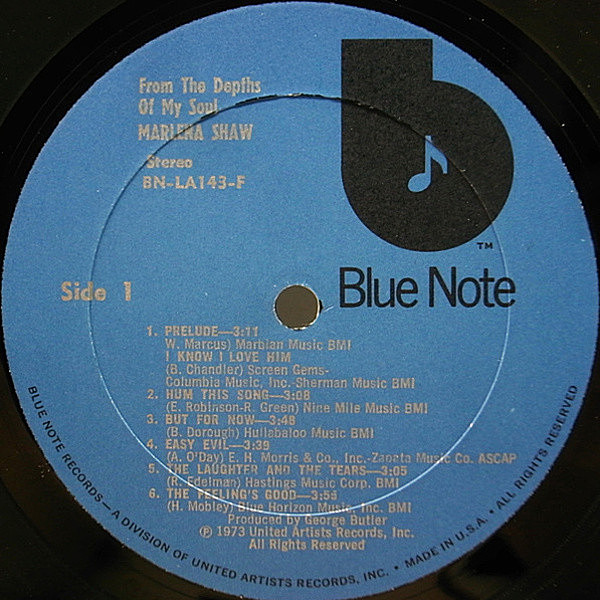 From The Depths
Of My Soul
MARLENA SHAW
Stereo
BN-LA143-F
TM
Blue Note
Side 1
1. PRELUDE—3:11
W. Marcus) Marbian Music BMI
I KNOW I LOVE HIM
(B. Chandler) Screen Gems-
Columbia Music, Inc.-Sherman Music BMI
2. HUM THIS SONG—3:08
(E. Robinson-R. Green) Nine Mile Music BMI
3. BUT FOR NOW—3:48
(B. Dorough) Hullabaloo Music BMI
4. EASY EVIL—3:39
(A. O'Day) E. H. Morris & Co., Inc.-Zapata Music Co. ASCAP
5. THE LAUGHTER AND THE TEARS—3:05
(R. Edelman) Hastings Music Corp. BMI
6. THE FEELING'S GOOD—3:56
(H. Mobley) Blue Horizon Music, Inc. BMI
Produced by George Butler
℗ 1973 United Artists Records, Inc.
All Rights Reserved
BLUE NOTE RECORDS—A DIVISION OF UNITED ARTISTS RECORDS, INC. • MADE IN U.S.A. • ALL RIGHTS RESERVED